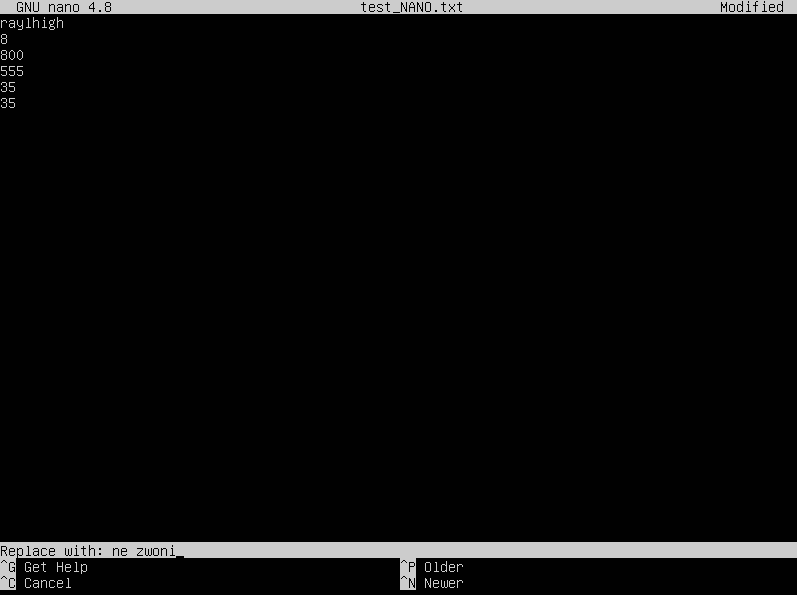 GNU nano 4.8 test_NANO.txt Modified
raylhigh
8
800
555
35
35
Replace with: ne zwoni_
^G Get Help ^P Older
^C Cancel ^N Newer